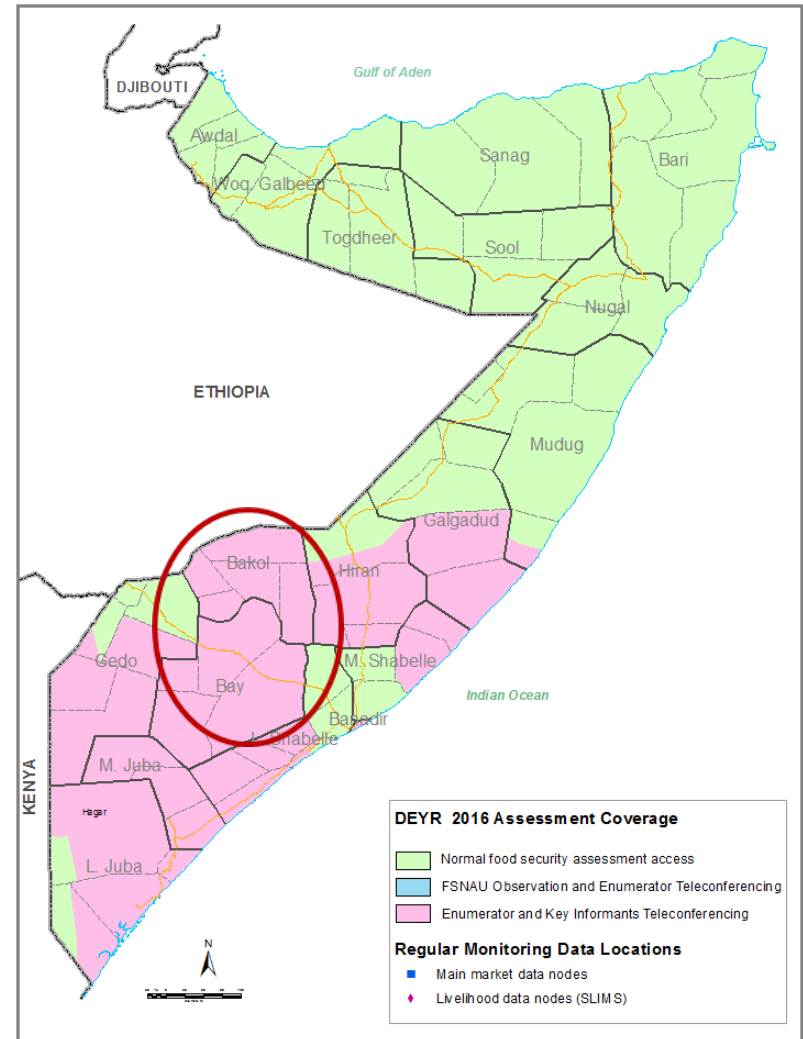 DJIBOUTI
Gulf of Aden
Awdal
Sanag
Bari
Woq. Galbeed
Togdheer
Sool
Nugal
ETHIOPIA
Mudug
Galgadud
Bakol
Hiran
Gedo
M. Shabelle
Bay
Indian Ocean
Banadir
L. Shabelle
M. Juba
KENYA
Hagar
L. Juba
DEYR 2016 Assessment Coverage
Normal food security assessment access
FSNAU Observation and Enumerator Teleconferencing
Enumerator and Key Informants Teleconferencing
Regular Monitoring Data Locations
Main market data nodes
Livelihood data nodes (SLIMS)
N